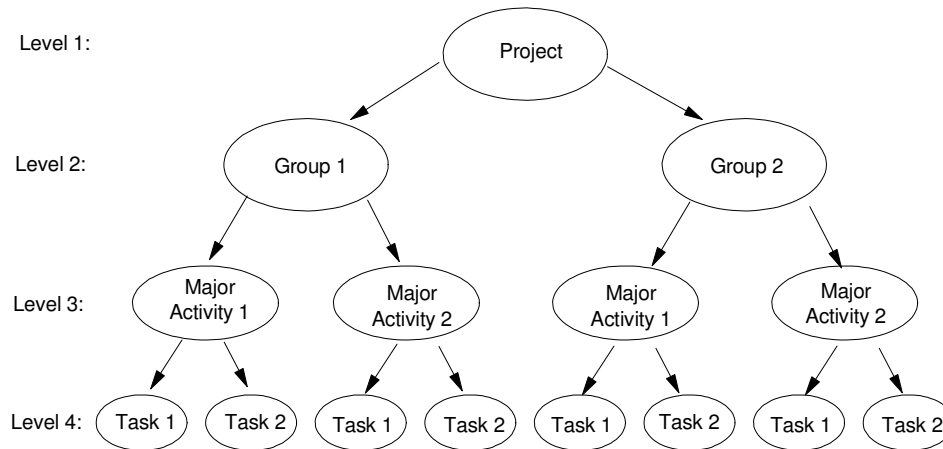 Level 1:
Project
Level 2:
Group 1
Group 2
Level 3:
Major
Activity 1
Major
Activity 2
Major
Activity 1
Major
Activity 2
Level 4:
Task 1
Task 2
Task 1
Task 2
Task 1
Task 2
Task 1
Task 2